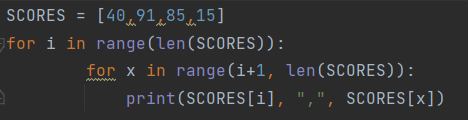 SCORES = [40,91,85,15]
for i in range(len(SCORES)):
for x in range(i+1, len(SCORES)):
print(SCORES[i], ",", SCORES[x])